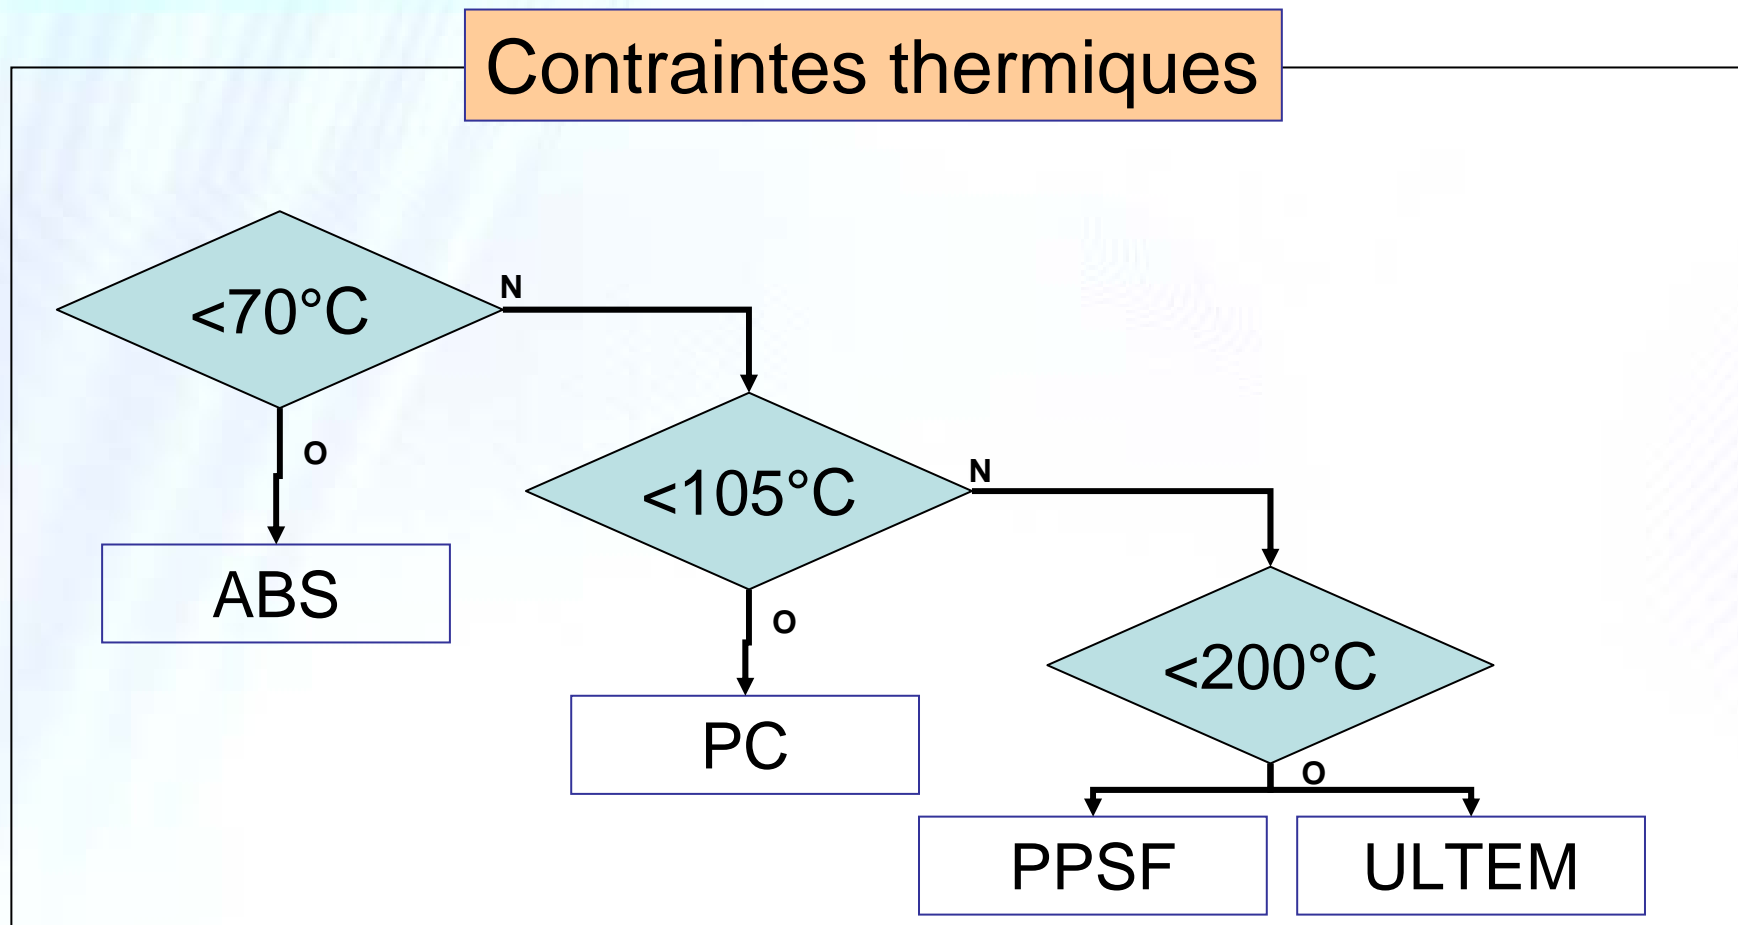 Contraintes thermiques
<70°C
N
O
ABS
<105°C
N
O
PC
<200°C
O
PPSF
ULTEM